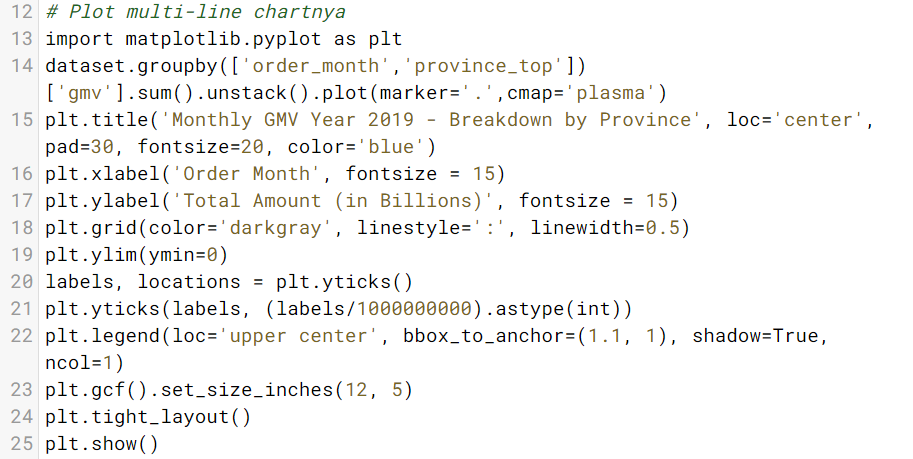 12 # Plot multi-line chartnya
13 import matplotlib.pyplot as plt
14 dataset.groupby(['order_month','province_top'])
['gmv'].sum().unstack().plot(marker='.',cmap='plasma')
15 plt.title('Monthly GMV Year 2019 - Breakdown by Province', loc='center',
pad=30, fontsize=20, color='blue')
16 plt.xlabel('Order Month', fontsize = 15)
17 plt.ylabel('Total Amount (in Billions)', fontsize = 15)
18 plt.grid(color='darkgray', linestyle=':', linewidth=0.5)
19 plt.ylim(ymin=0)
20 labels, locations = plt.yticks()
21 plt.yticks(labels, (labels/1000000000).astype(int))
22 plt.legend(loc='upper center', bbox_to_anchor=(1.1, 1), shadow=True,
ncol=1)
23 plt.gcf().set_size_inches(12, 5)
24 plt.tight_layout()
25 plt.show()